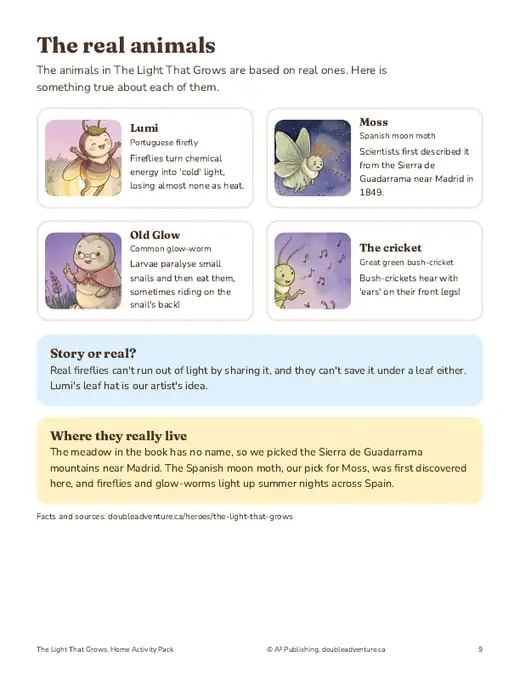 The real animals
The animals in The Light That Grows are based on real ones. Here is
something true about each of them.
Lumi
Portuguese firefly
Fireflies turn chemical
energy into 'cold' light,
losing almost none as heat.
Moss
Spanish moon moth
Scientists first described it
from the Sierra de
Guadarrama near Madrid in
1849.
Old Glow
Common glow-worm
Larvae paralyse small
snails and then eat them,
sometimes riding on the
snail's back!
The cricket
Great green bush-cricket
Bush-crickets hear with
'ears' on their front legs!
Story or real?
Real fireflies can't run out of light by sharing it, and they can't save it under a leaf either.
Lumi's leaf hat is our artist's idea.
Where they really live
The meadow in the book has no name, so we picked the Sierra de Guadarrama
mountains near Madrid. The Spanish moon moth, our pick for Moss, was first discovered
here, and fireflies and glow-worms light up summer nights across Spain.
Facts and sources: doubleadventure.ca/heroes/the-light-that-grows
The Light That Grows. Home Activity Pack
© A² Publishing, doubleadventure.ca
9